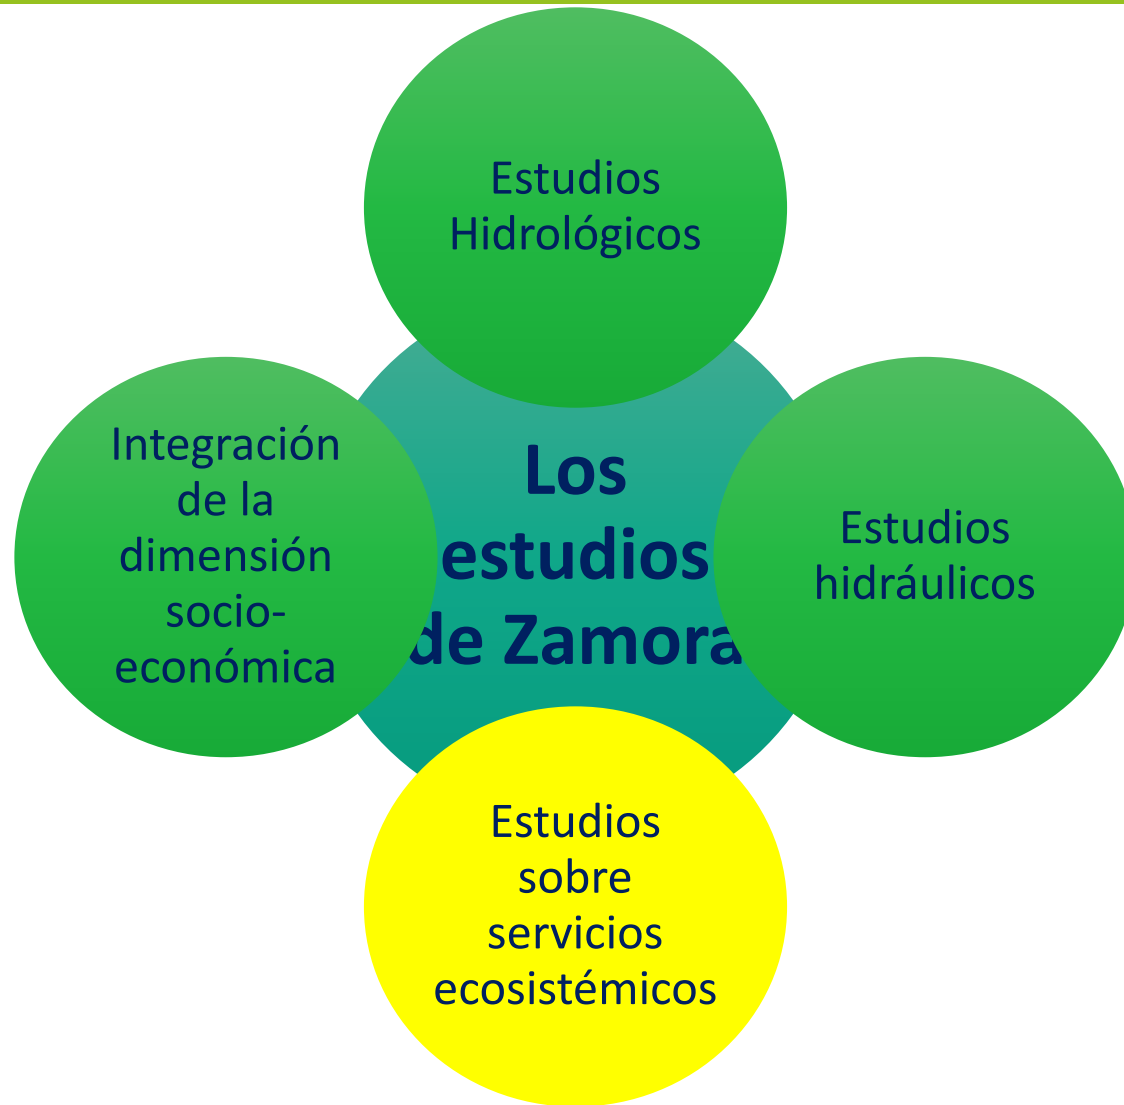 Estudios
Hidrológicos
Integración
de la
dimensión
socio-
económica
Los
estudios
de Zamora
Estudios
hidráulicos
Estudios
sobre
servicios
ecosistémicos